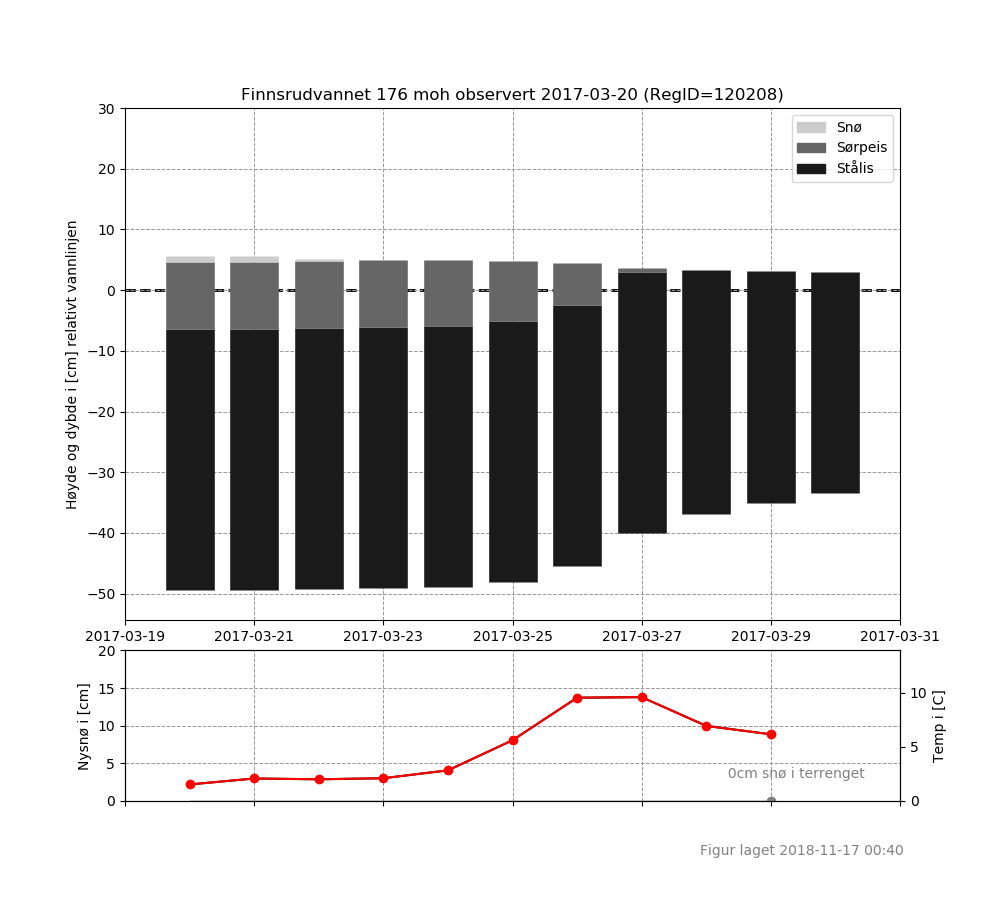 Finnsrudvannet 176 moh observert 2017-03-20 (RegID=120208)
Snø
Sørpeis
Stålis
Høyde og dybde i [cm] relativt vannlinjen
30
20
10
0
−10
−20
−30
−40
−50
2017-03-19 2017-03-21 2017-03-23 2017-03-25 2017-03-27 2017-03-29 2017-03-31
Nysnø i [cm]
20
15
10
5
0
10
5
0
Temp i [C]
0cm snø i terrenget
Figur laget 2018-11-17 00:40